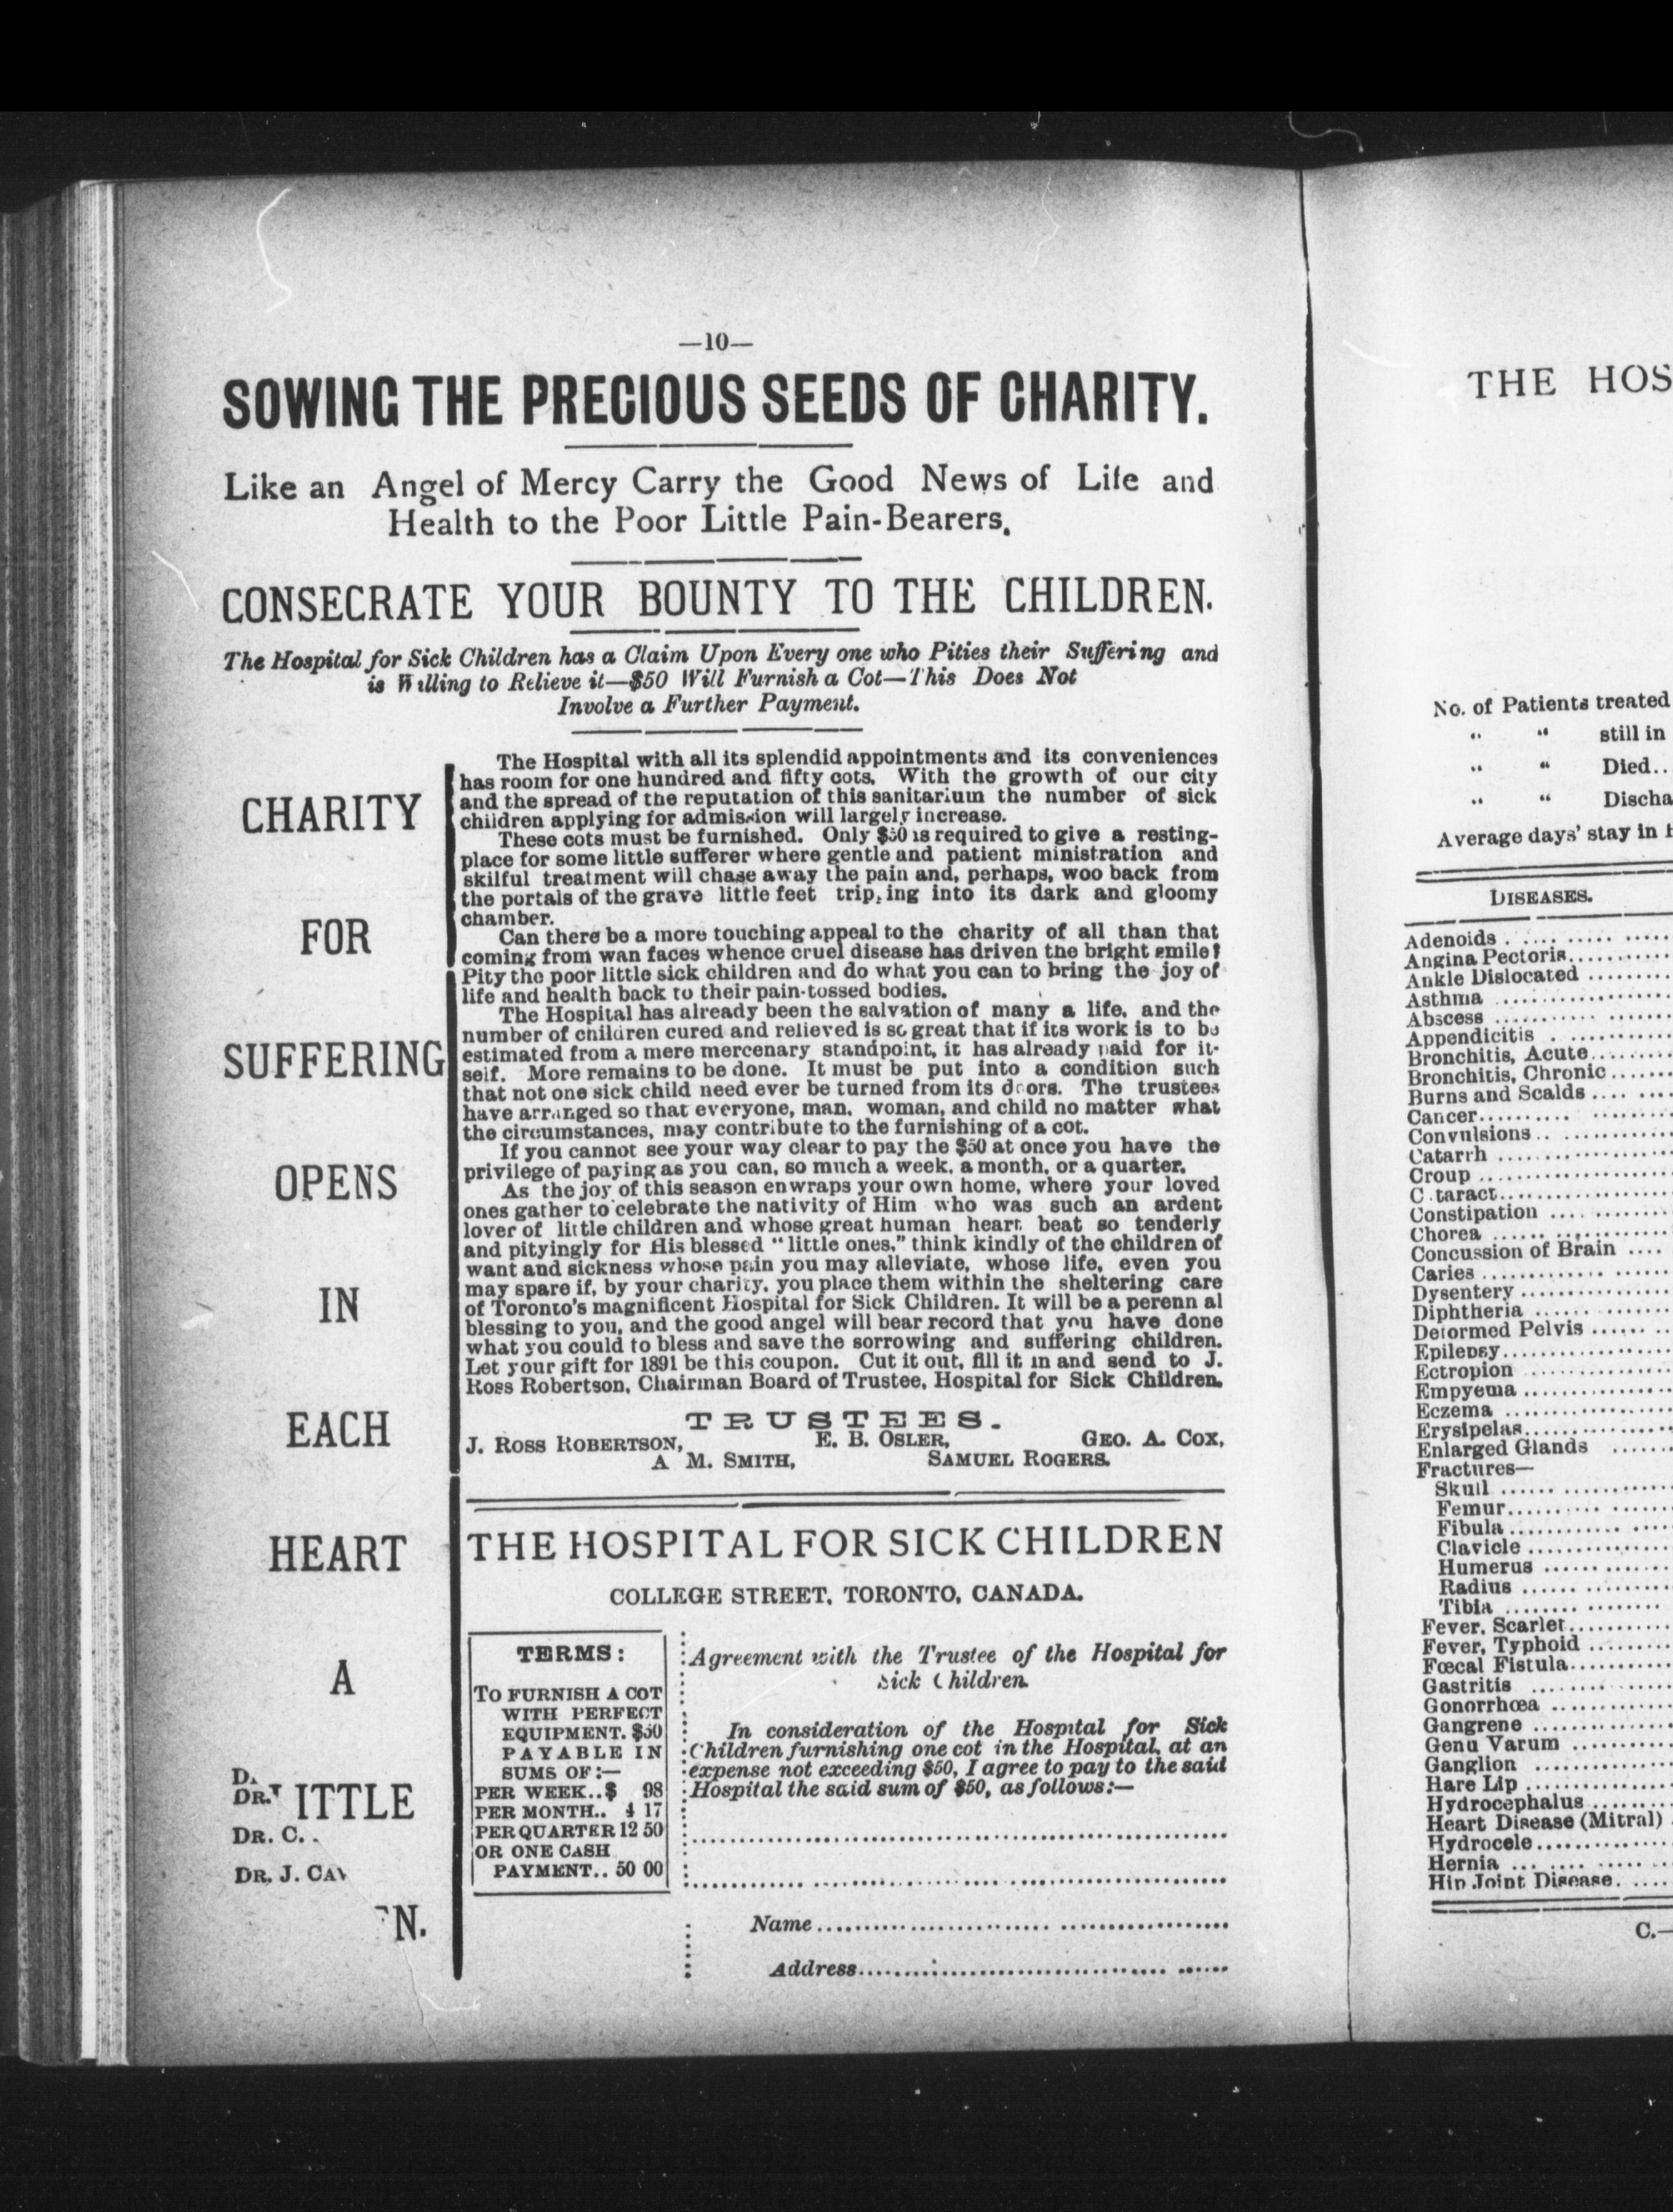 —10—
SOWING THE PRECIOUS SEEDS OF CHARITY.
Like an Angel of Mercy Carry the Good News of Life and
Health to the Poor Little Pain-Bearers.
CONSECRATE YOUR BOUNTY TO THE CHILDREN.
The Hospital for Sick Children has a Claim Upon Every one who Pities their Suffering and
is Willing to Relieve it—$50 Will Furnish a Cot—This Does Not
Involve a Further Payment.
CHARITY
FOR
SUFFERING
OPENS
IN
EACH
HEART
A
D.
DR.
ITTLE
DR. C.
DR. J. CAV
EN.
The Hospital with all its splendid appointments and its conveniences
has room for one hundred and fifty cots. With the growth of our city
and the spread of the reputation of this sanitarium the number of sick
children applying for admission will largely increase.
These cots must be furnished. Only $50 is required to give a resting-
place for some little sufferer where gentle and patient ministration and
skilful treatment will chase away the pain and, perhaps, woo back from
the portals of the grave little feet trip,ing into its dark and gloomy
chamber.
Can there be a more touching appeal to the charity of all than that
coming from wan faces whence cruel disease has driven the bright smile?
Pity the poor little sick children and do what you can to bring the joy of
life and health back to their pain-tossed bodies.
The Hospital has already been the salvation of many a life, and the
number of children cured and relieved is so great that if its work is to be
estimated from a mere mercenary standpoint, it has already paid for it-
self. More remains to be done. It must be put into a condition such
that not one sick child need ever be turned from its doors. The trustees
have arranged so that everyone, man, woman, and child no matter what
the circumstances, may contribute to the furnishing of a cot.
If you cannot see your way clear to pay the $50 at once you have the
privilege of paying as you can, so much a week, a month, or a quarter.
As the joy of this season enwraps your own home, where your loved
ones gather to celebrate the nativity of Him who was such an ardent
lover of little children and whose great human heart beat so tenderly
and pityingly for His blessed "little ones," think kindly of the children of
want and sickness whose pain you may alleviate, whose life, even you
may spare if, by your charity, you place them within the sheltering care
of Toronto's magnificent Hospital for Sick Children. It will be a perenn al
blessing to you, and the good angel will bear record that you have done
what you could to bless and save the sorrowing and suffering children.
Let your gift for 1891 be this coupon. Cut it out, fill it in and send to J.
Ross Robertson, Chairman Board of Trustee, Hospital for Sick Children.
TRUSTEES.
J. ROSS ROBERTSON, E. B. OSLER, GEO. A. COX,
A M. SMITH, SAMUEL ROGERS.
THE HOSPITAL FOR SICK CHILDREN
COLLEGE STREET, TORONTO, CANADA.
TERMS:
TO FURNISH A COT
WITH PERFECT
EQUIPMENT. $50
PAYABLE IN
SUMS OF:—
PER WEEK..$ 98
PER MONTH.. 4 17
PER QUARTER 12 50
OR ONE CASH
PAYMENT.. 50 00
Agreement with the Trustee of the Hospital for
Sick Children.
In consideration of the Hospital for Sick
Children furnishing one cot in the Hospital, at an
expense not exceeding $50, I agree to pay to the said
Hospital the said sum of $50, as follows:—
Name
Address
THE HOS
No. of Patients treated
" " still in
" " Died..
" " Discha
Average days' stay in
DISEASES.
Adenoids
Angina Pectoris
Ankle Dislocated
Asthma
Abscess
Appendicitis
Bronchitis, Acute
Bronchitis, Chronic
Burns and Scalds
Cancer
Convulsions
Catarrh
Croup
C.taract
Constipation
Chorea
Concussion of Brain
Caries
Dysentery
Diphtheria
Deformed Pelvis
Epilepsy
Ectropion
Empyema
Eczema
Erysipelas
Enlarged Glands
Fractures—
Skull
Femur
Fibula
Clavicle
Humerus
Radius
Tibia
Fever, Scarlet
Fever, Typhoid
Fœcal Fistula
Gastritis
Gonorrhœa
Gangrene
Genu Varum
Ganglion
Hare Lip
Hydrocephalus
Heart Disease (Mitral)
Hydrocele
Hernia
Hip Joint Disease
C.—